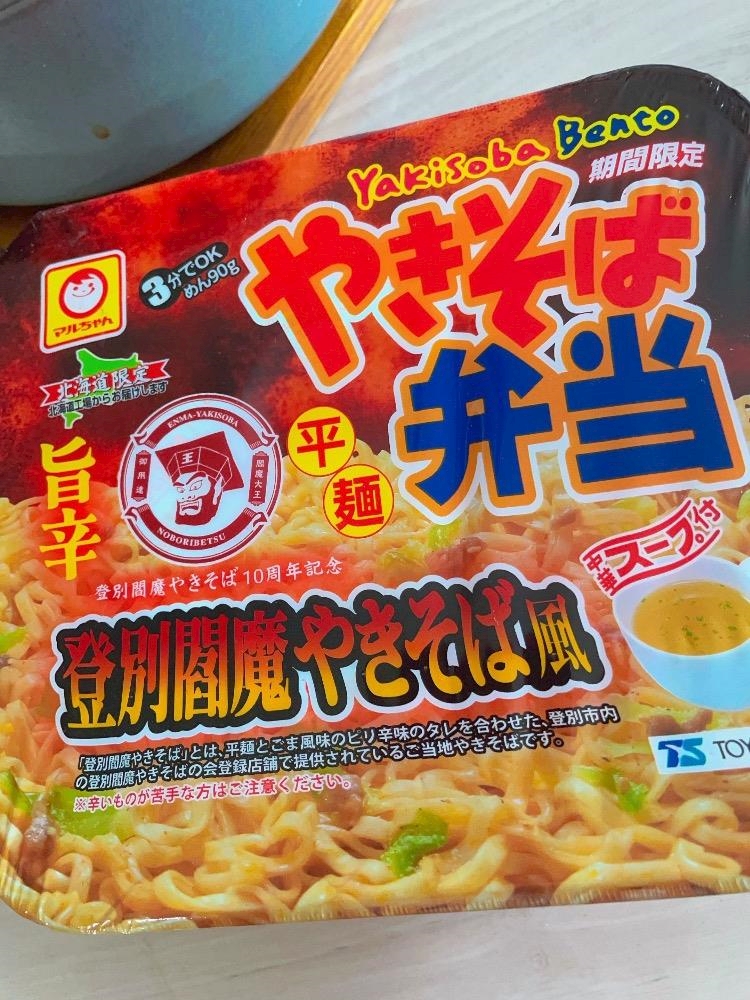 Yakisoba Bento
期間限定
やきそば
弁当
3分でOK
めん90g
マルちゃん
北海道限定
北海道工場からお届けします
旨辛
ENMA-YAKISOBA
王
御用達
閻魔大王
NOBORIBETSU
平麺
登別閻魔やきそば10周年記念
中華スープ付
登別閻魔やきそば風
「登別閻魔やきそば」とは、平麺とごま風味のピリ辛味のタレを合わせた、登別市内
の登別閻魔やきそばの会登録店舗で提供されているご当地やきそばです。
※辛いものが苦手な方はご注意ください。
TS TOY